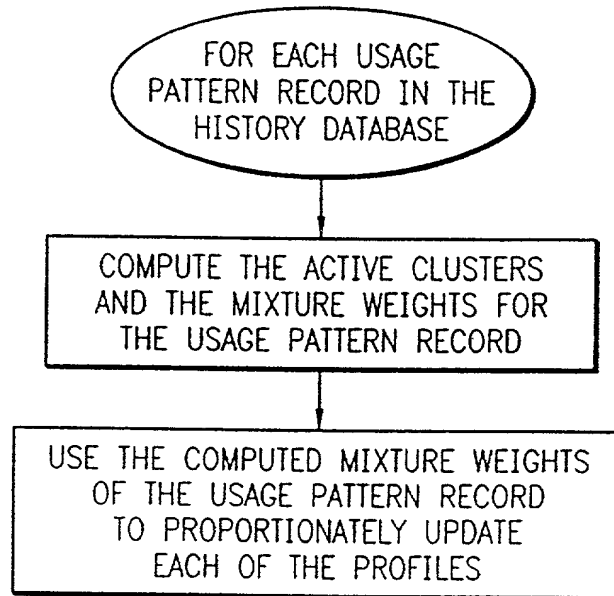 FOR EACH USAGE
PATTERN RECORD IN THE
HISTORY DATABASE
COMPUTE THE ACTIVE CLUSTERS
AND THE MIXTURE WEIGHTS FOR
THE USAGE PATTERN RECORD
USE THE COMPUTED MIXTURE WEIGHTS
OF THE USAGE PATTERN RECORD
TO PROPORTIONATELY UPDATE
EACH OF THE PROFILES